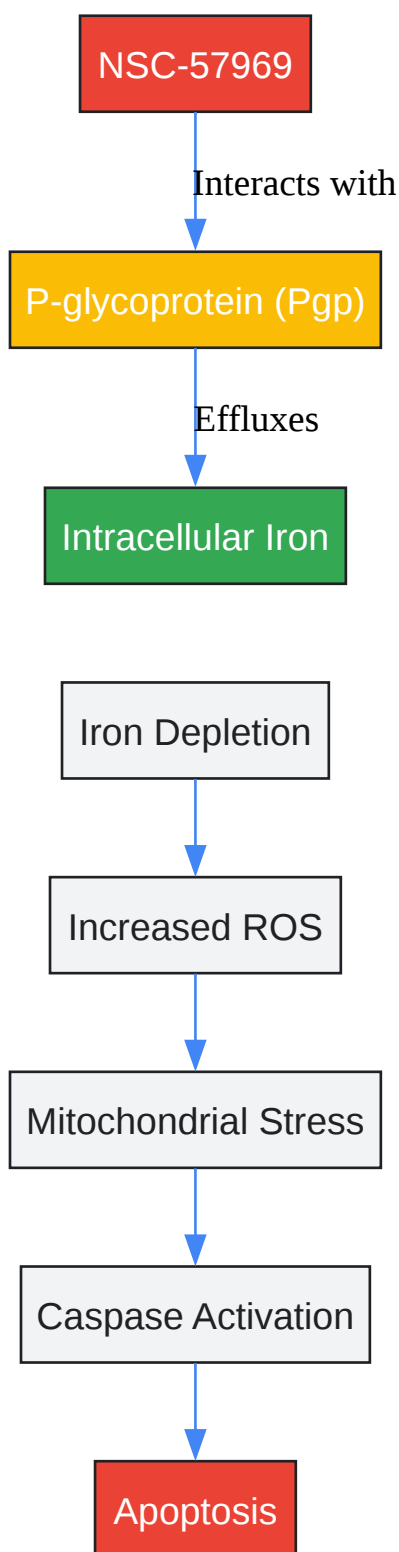 NSC-57969
Interacts with
P-glycoprotein (Pgp)
Effluxes
Intracellular Iron
Iron Depletion
Increased ROS
Mitochondrial Stress
Caspase Activation
Apoptosis